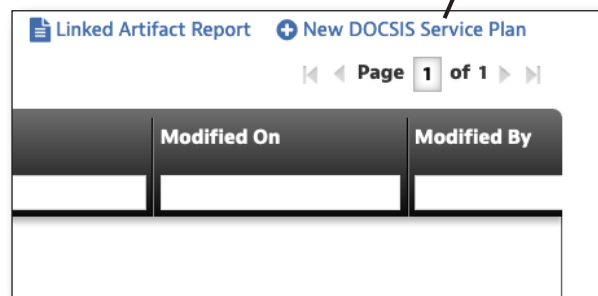 Linked Artifact Report New DOCSIS Service Plan
Page 1 of 1
Modified On Modified By